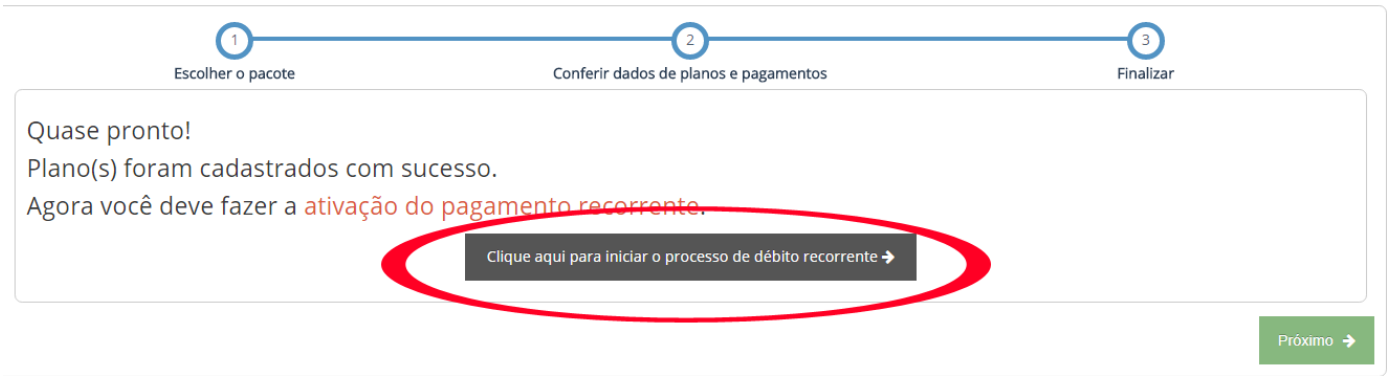 1
2
3
Escolher o pacote
Conferir dados de planos e pagamentos
Finalizar
Quase pronto!
Plano(s) foram cadastrados com sucesso.
Agora você deve fazer a ativação do pagamento recorrente.
Clique aqui para iniciar o processo de débito recorrente →
Próximo →